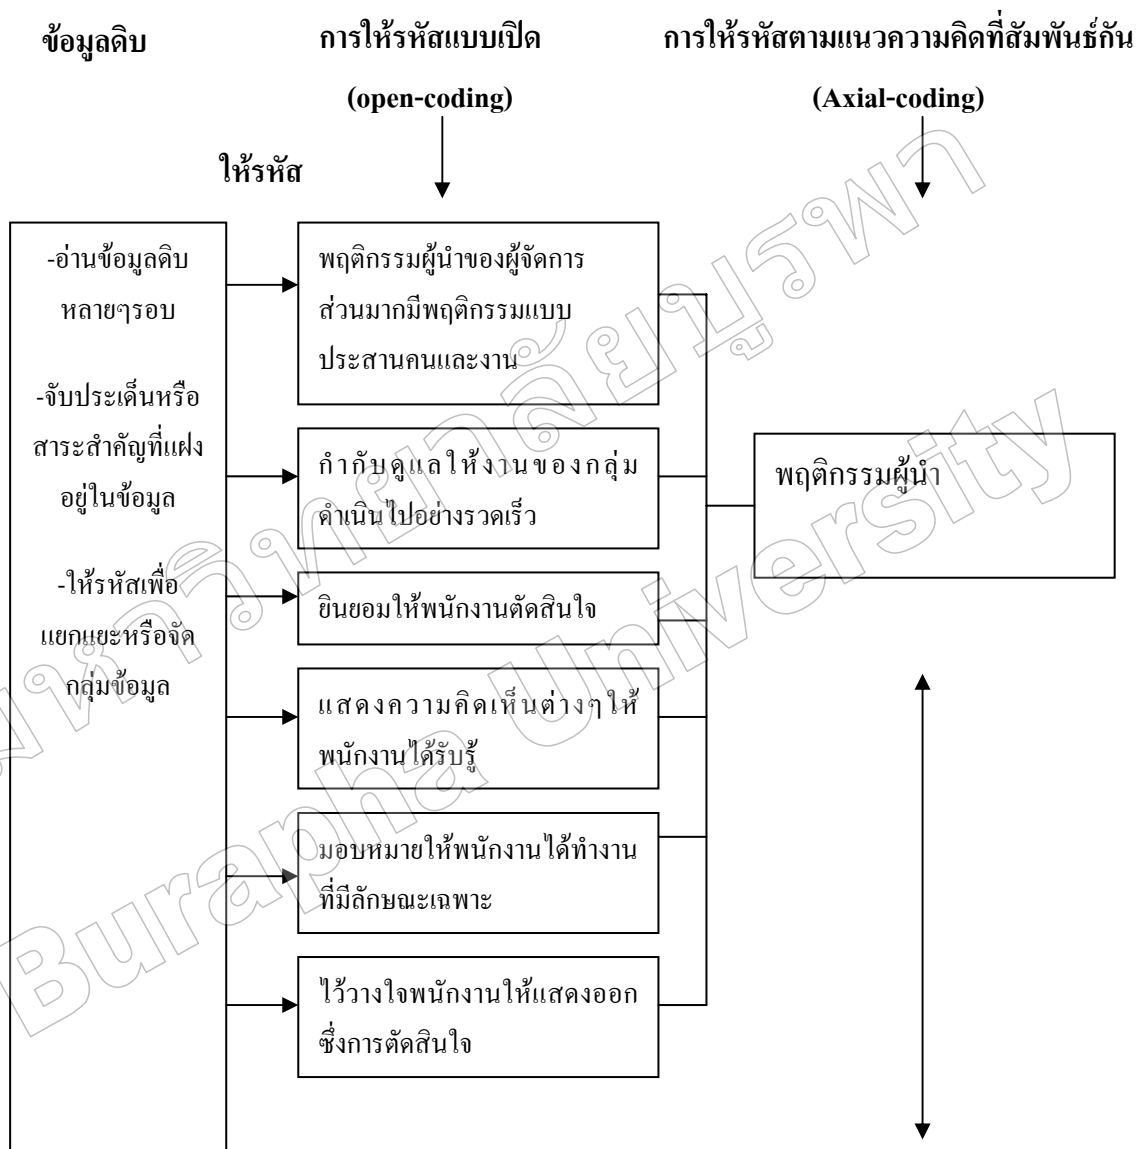 ข้อมูลดิบ
การให้รหัสแบบเปิด
(open-coding)
การให้รหัสตามแนวความคิดที่สัมพันธ์กัน
(Axial-coding)
ให้รหัส
-อ่านข้อมูลดิบ
หลายๆรอบ
-จับประเด็นหรือ
สาระสำคัญที่แฝง
อยู่ในข้อมูล
-ให้รหัสเพื่อ
แยกแยะหรือจัด
กลุ่มข้อมูล
พฤติกรรมผู้นำของผู้จัดการ
ส่วนมากมีพฤติกรรมแบบ
ประสานคนและงาน
กำกับดูแลให้งานของกลุ่ม
ดำเนินไปอย่างรวดเร็ว
ยินยอมให้พนักงานตัดสินใจ
แสดงความคิดเห็นต่างๆให้
พนักงานได้รับรู้
มอบหมายให้พนักงานได้ทำงาน
ที่มีลักษณะเฉพาะ
ไว้วางใจพนักงานให้แสดงออก
ซึ่งการตัดสินใจ
พฤติกรรมผู้นำ
มหาวิทยาลัยบูรพา
Burapha University